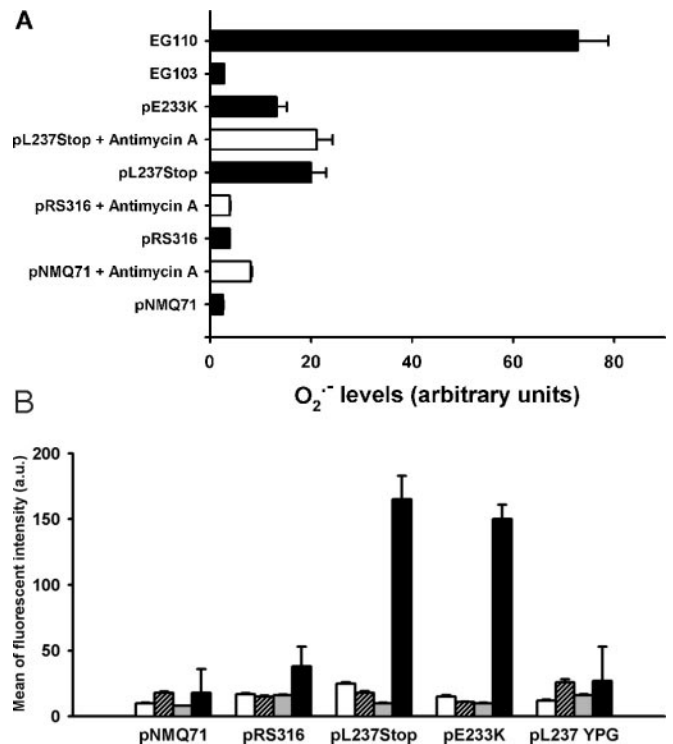 A
EG110
EG103
pE233K
pL237Stop + Antimycin A
pL237Stop
pRS316 + Antimycin A
pRS316
pNMQ71 + Antimycin A
pNMQ71
0 20 40 60 80
O₂·⁻ levels (arbitrary units)
B
Mean of fluorescent intensity (a.u.)
200
150
100
50
0
pNMQ71 pRS316 pL237Stop pE233K pL237 YPG